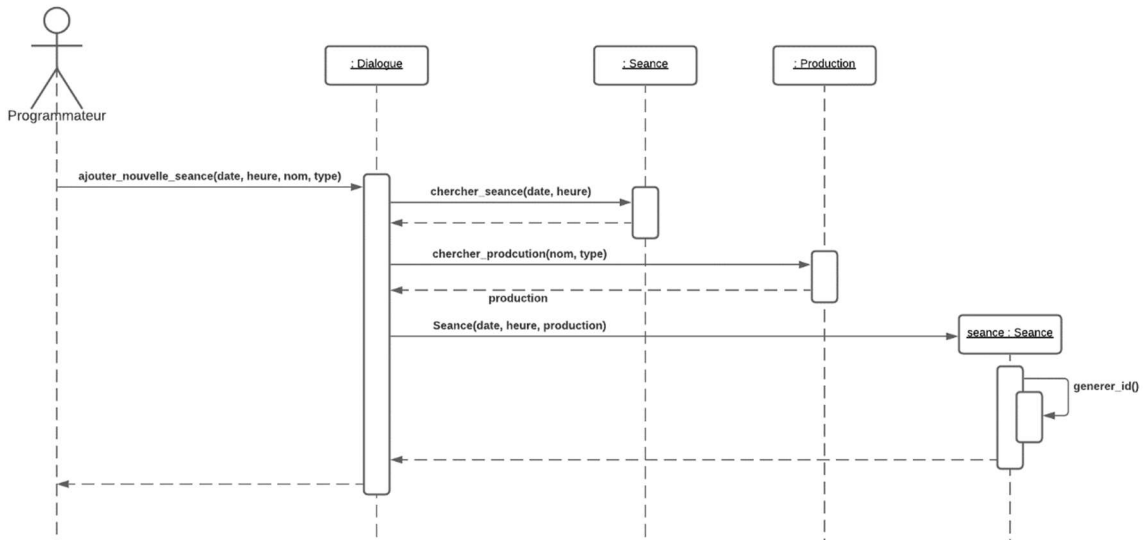 : Dialogue
: Seance
: Production
Programmateur
ajouter_nouvelle_seance(date, heure, nom, type)
chercher_seance(date, heure)
chercher_prodcution(nom, type)
production
Seance(date, heure, production)
seance : Seance
generer_id()